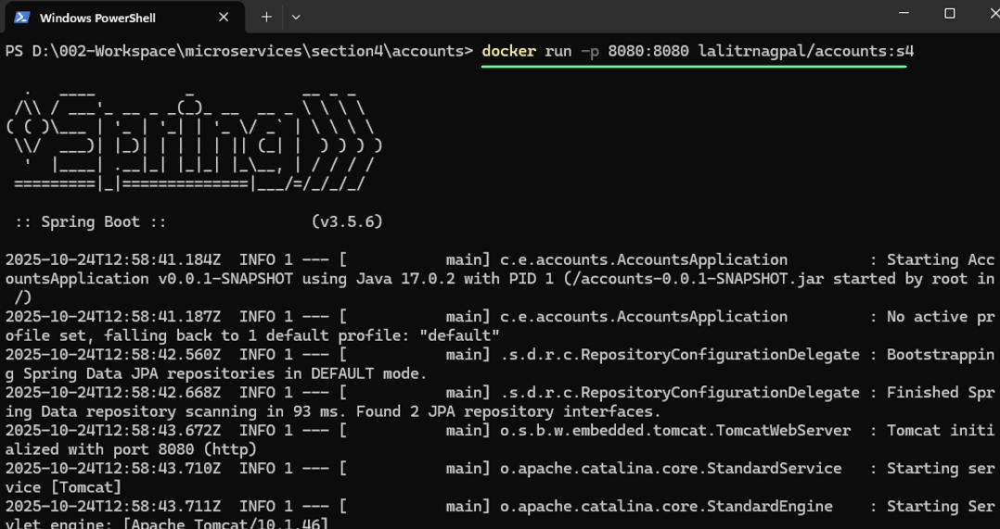 Windows PowerShell
PS D:\002-Workspace\microservices\section4\accounts> docker run -p 8080:8080 lalitrnagpal/accounts:s4
  .   ____          _            __ _ _
 /\\ / ___'_ __ _ _(_)_ __  __ _ \ \ \ \
( ( )\___ | '_ | '_| | '_ \/ _` | \ \ \ \
 \\/  ___)| |_)| | | | | || (_| |  ) ) ) )
  '  |____| .__|_| |_|_| |_\__, | / / / /
 =========|_|==============|___/=/_/_/_/
 :: Spring Boot ::                (v3.5.6)
2025-10-24T12:58:41.184Z  INFO 1 --- [           main] c.e.accounts.AccountsApplication         : Starting Acc
ountsApplication v0.0.1-SNAPSHOT using Java 17.0.2 with PID 1 (/accounts-0.0.1-SNAPSHOT.jar started by root in
 /)
2025-10-24T12:58:41.187Z  INFO 1 --- [           main] c.e.accounts.AccountsApplication         : No active pr
ofile set, falling back to 1 default profile: "default"
2025-10-24T12:58:42.560Z  INFO 1 --- [           main] .s.d.r.c.RepositoryConfigurationDelegate : Bootstrappin
g Spring Data JPA repositories in DEFAULT mode.
2025-10-24T12:58:42.668Z  INFO 1 --- [           main] .s.d.r.c.RepositoryConfigurationDelegate : Finished Spr
ing Data repository scanning in 93 ms. Found 2 JPA repository interfaces.
2025-10-24T12:58:43.672Z  INFO 1 --- [           main] o.s.b.w.embedded.tomcat.TomcatWebServer  : Tomcat initi
alized with port 8080 (http)
2025-10-24T12:58:43.710Z  INFO 1 --- [           main] o.apache.catalina.core.StandardService   : Starting ser
vice [Tomcat]
2025-10-24T12:58:43.711Z  INFO 1 --- [           main] o.apache.catalina.core.StandardEngine    : Starting Ser
vlet engine: [Apache Tomcat/10.1.46]